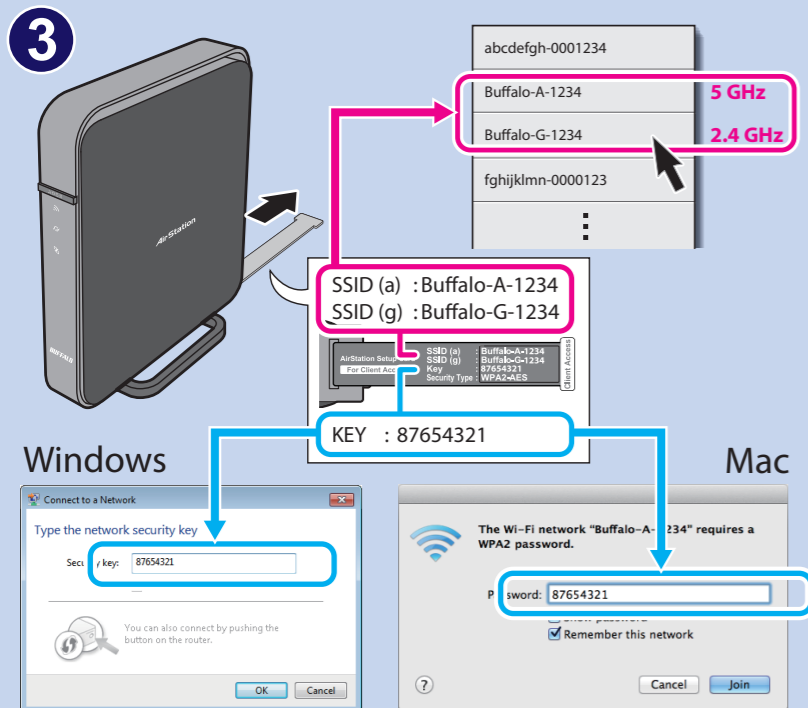 3
abcdefgh-0001234
Buffalo-A-1234 5 GHz
Buffalo-G-1234 2.4 GHz
fghijklmn-0000123
AirStation
BUFFALO
SSID (a) : Buffalo-A-1234
SSID (g) : Buffalo-G-1234
AirStation Setup
For Client Acc
SSID (a) : Buffalo-A-1234
SSID (g) : Buffalo-G-1234
Key : 87654321
Security Type : WPA2-AES
Client Access
KEY : 87654321
Windows
Connect to a Network
Type the network security key
Security key: 87654321
You can also connect by pushing the
button on the router.
OK Cancel
Mac
The Wi-Fi network "Buffalo-A-1234" requires a
WPA2 password.
Password: 87654321
Remember this network
? Cancel Join